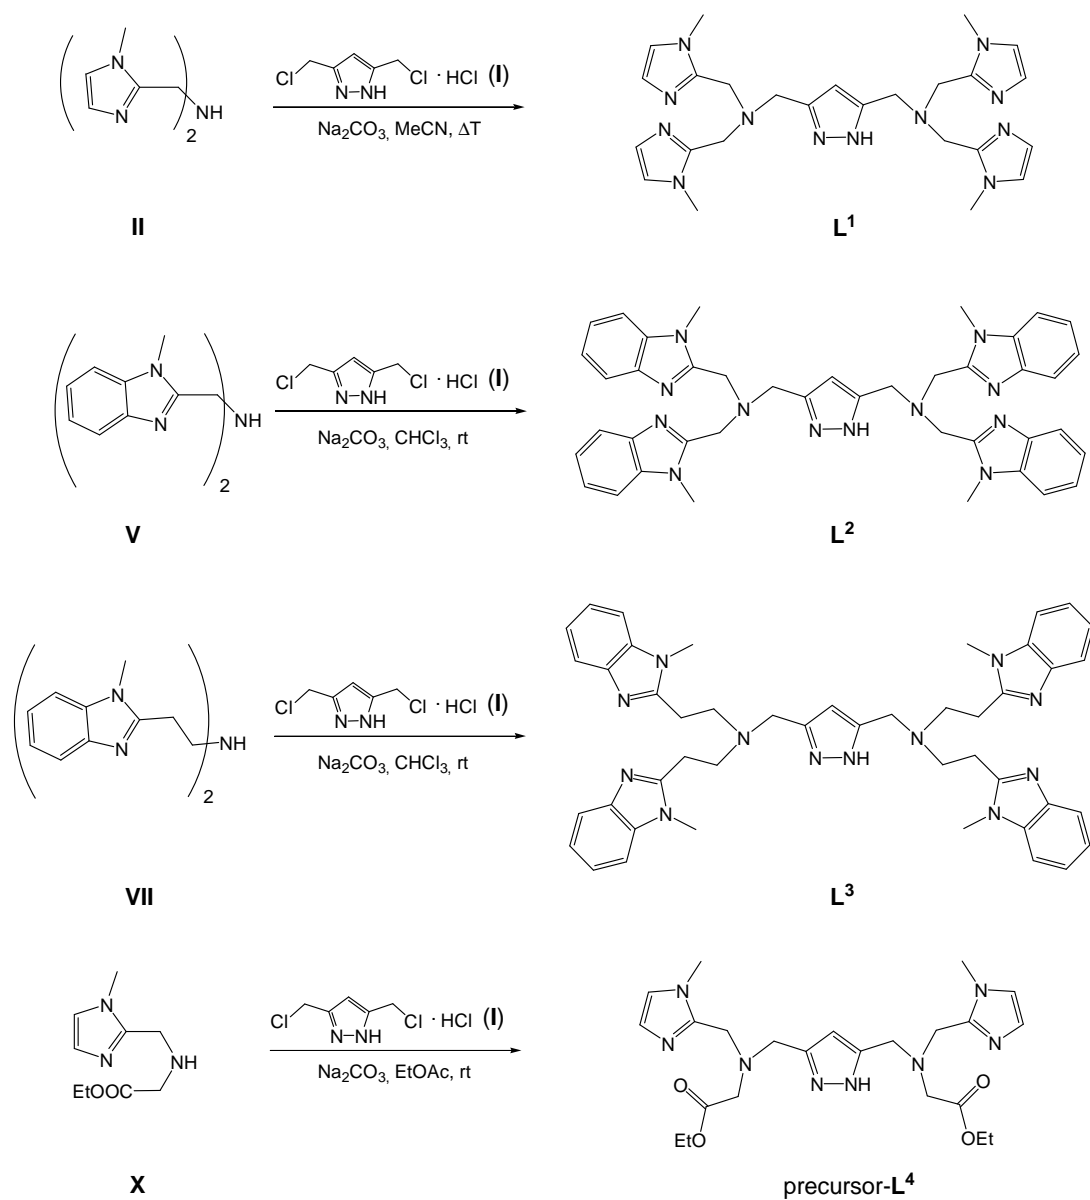 N
N
2
NH
Cl
N
NH
Cl · HCl (I)
Na₂CO₃, MeCN, ΔT
II
N
N
N
N
N
N
NH
N
N
N
N
N
L¹
N
N
2
NH
Cl
N
NH
Cl · HCl (I)
Na₂CO₃, CHCl₃, rt
V
N
N
N
N
N
N
NH
N
N
N
N
N
L²
N
N
2
NH
Cl
N
NH
Cl · HCl (I)
Na₂CO₃, CHCl₃, rt
VII
N
N
N
N
N
N
NH
N
N
N
N
N
L³
N
N
NH
EtOOC
Cl
N
NH
Cl · HCl (I)
Na₂CO₃, EtOAc, rt
X
N
N
N
O
EtO
N
NH
N
N
N
O
OEt
precursor-L⁴